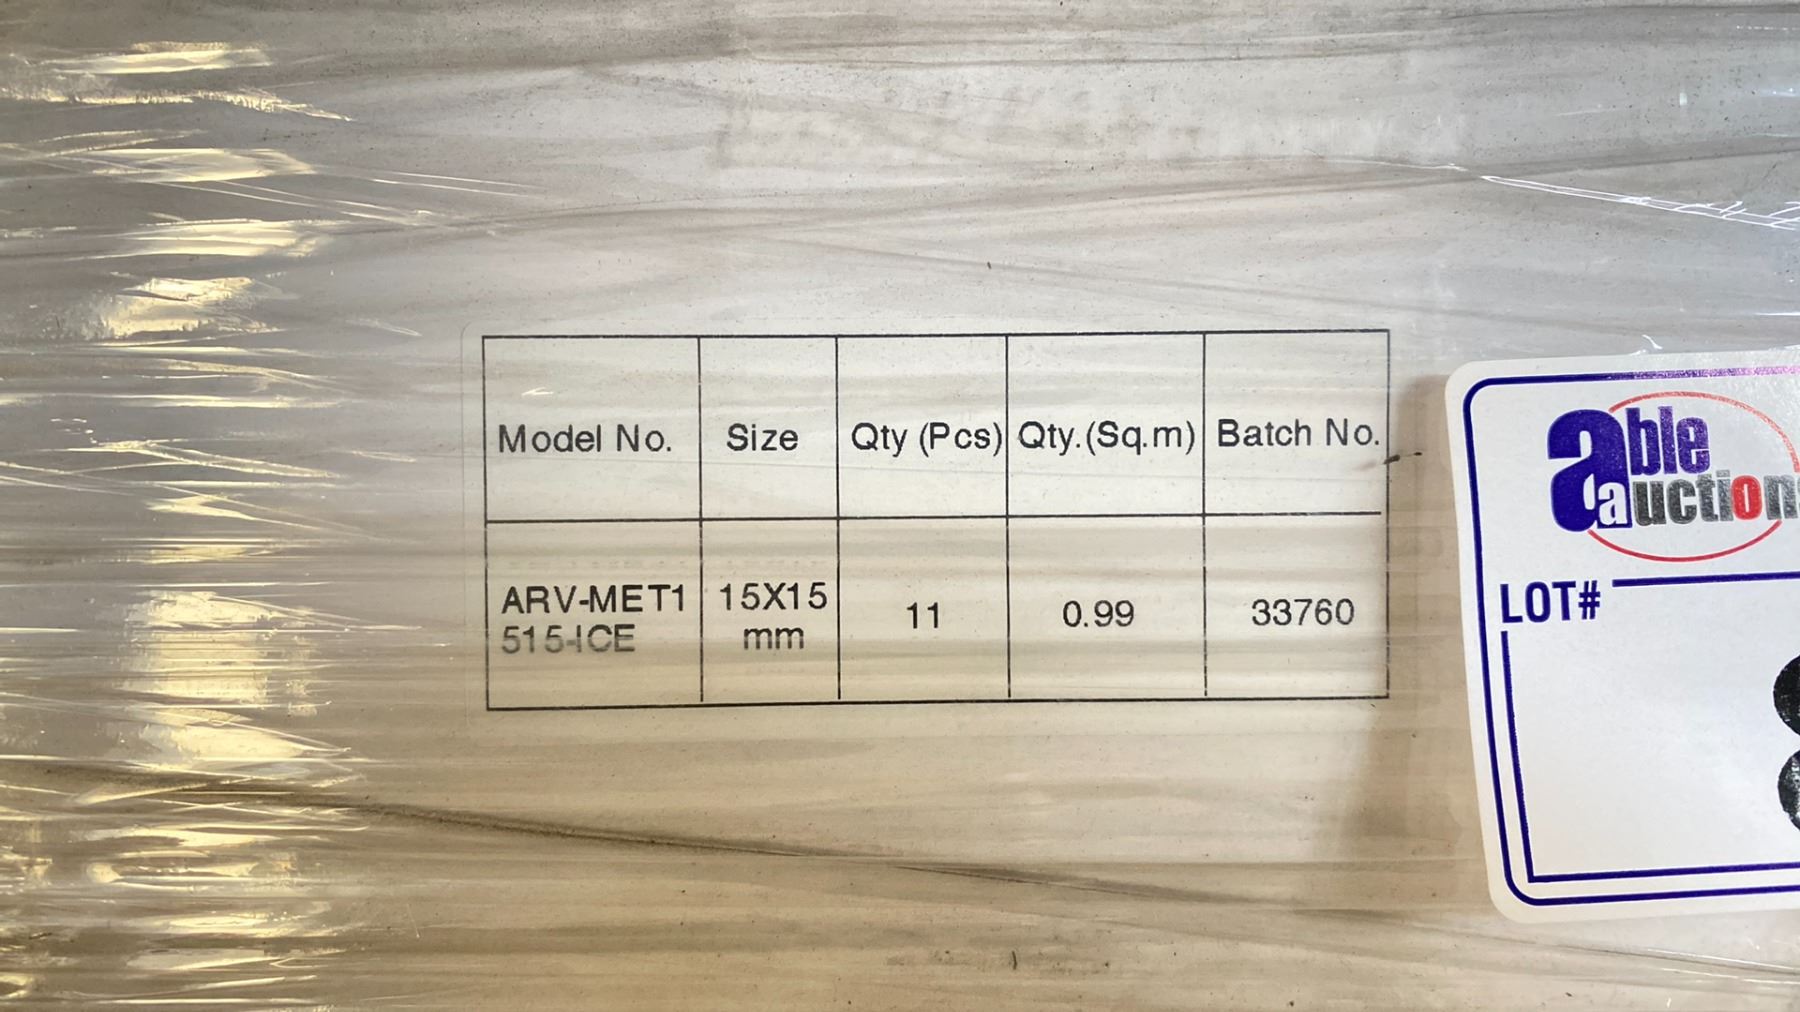 Model No. Size Qty (Pcs) Qty.(Sq.m) Batch No.
ARV-MET1 15X15 11 0.99 33760
515-ICE mm
able
auctions
LOT#